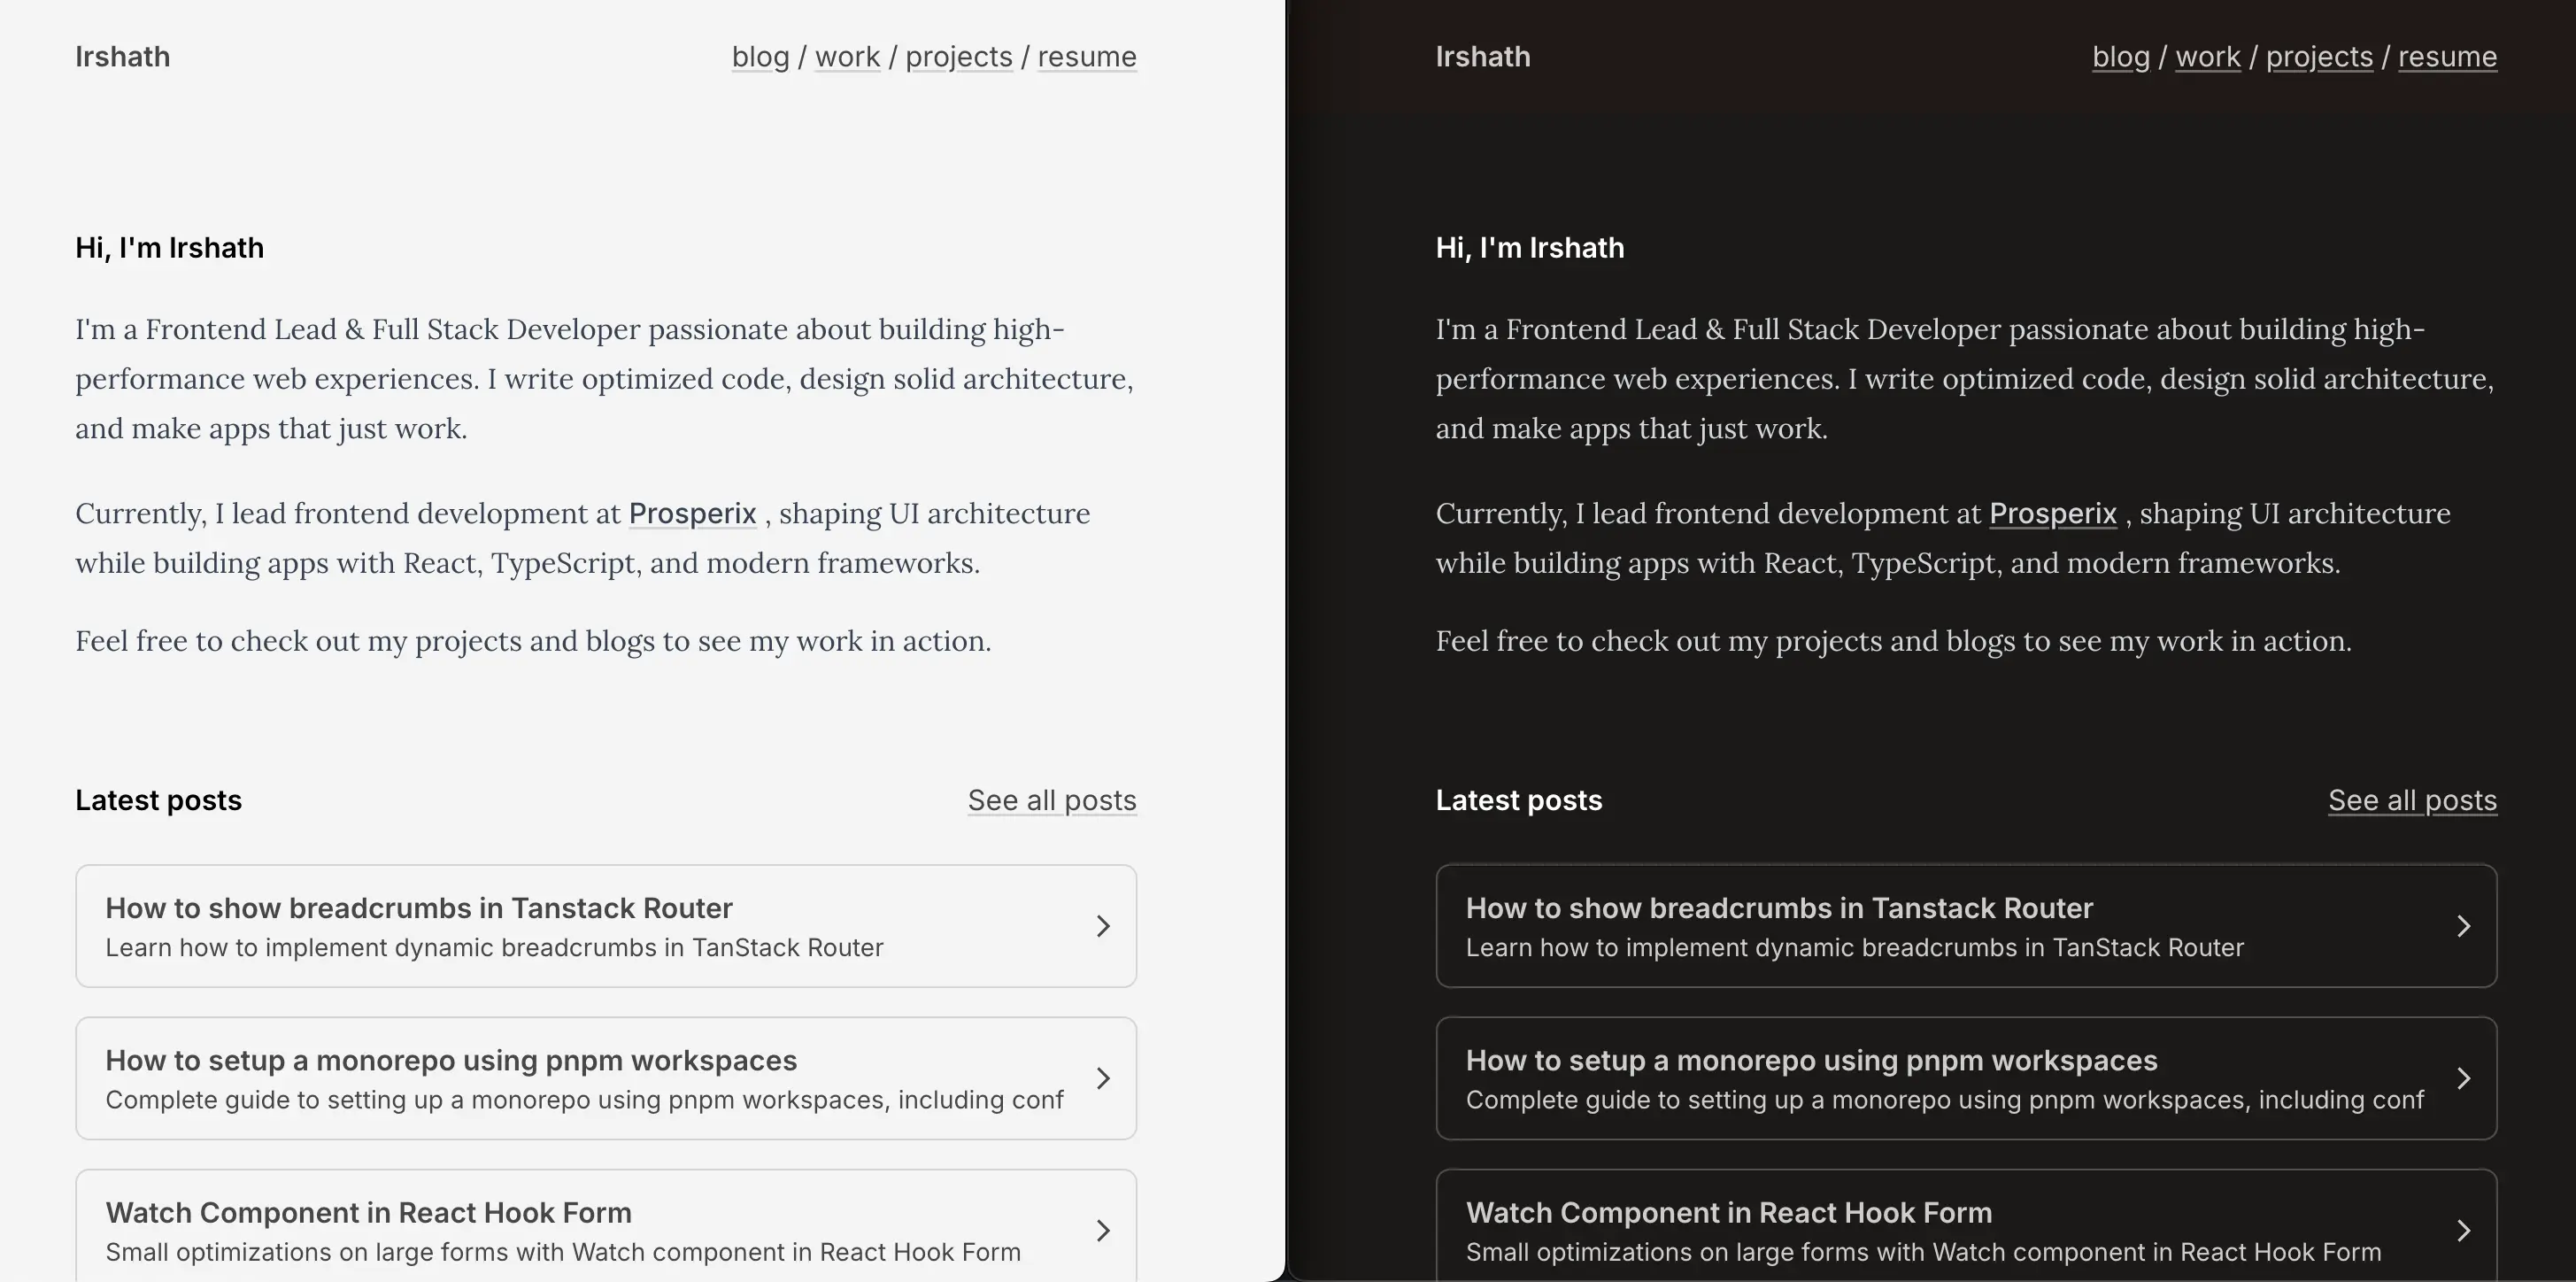 Irshath
blog / work / projects / resume
Hi, I'm Irshath
I'm a Frontend Lead & Full Stack Developer passionate about building high-
performance web experiences. I write optimized code, design solid architecture,
and make apps that just work.
Currently, I lead frontend development at Prosperix , shaping UI architecture
while building apps with React, TypeScript, and modern frameworks.
Feel free to check out my projects and blogs to see my work in action.
Latest posts
See all posts
How to show breadcrumbs in Tanstack Router
Learn how to implement dynamic breadcrumbs in TanStack Router
How to setup a monorepo using pnpm workspaces
Complete guide to setting up a monorepo using pnpm workspaces, including conf
Watch Component in React Hook Form
Small optimizations on large forms with Watch component in React Hook Form
Irshath
blog / work / projects / resume
Hi, I'm Irshath
I'm a Frontend Lead & Full Stack Developer passionate about building high-
performance web experiences. I write optimized code, design solid architecture,
and make apps that just work.
Currently, I lead frontend development at Prosperix , shaping UI architecture
while building apps with React, TypeScript, and modern frameworks.
Feel free to check out my projects and blogs to see my work in action.
Latest posts
See all posts
How to show breadcrumbs in Tanstack Router
Learn how to implement dynamic breadcrumbs in TanStack Router
How to setup a monorepo using pnpm workspaces
Complete guide to setting up a monorepo using pnpm workspaces, including conf
Watch Component in React Hook Form
Small optimizations on large forms with Watch component in React Hook Form